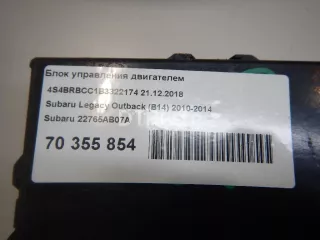 Блок управления двигателем
4S4BRBCC1B3322174 21.12.2018
Subaru Legacy Outback (B14) 2010-2014
Subaru 22765AB07A
70 355 854